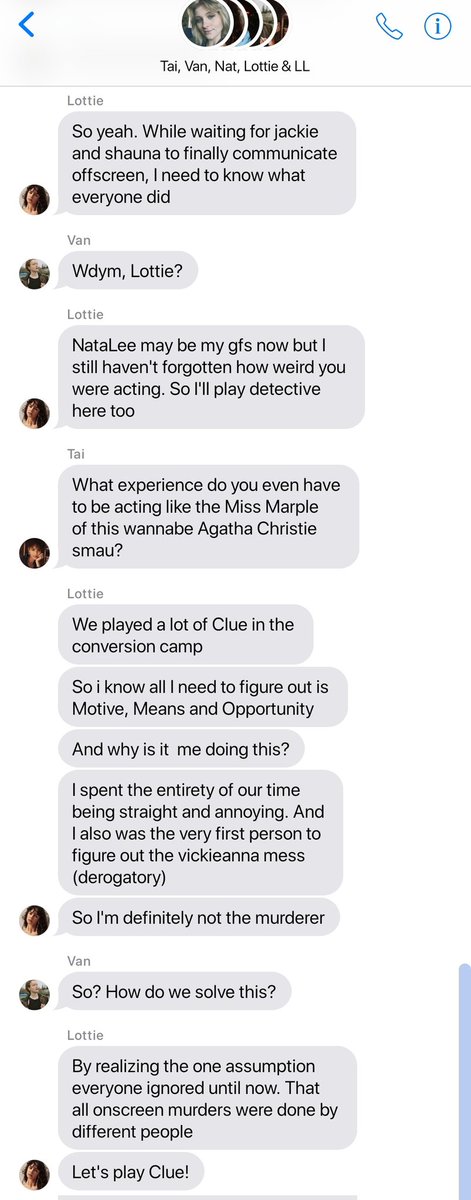 Tai, Van, Nat, Lottie & LL
Lottie
So yeah. While waiting for jackie
and shauna to finally communicate
offscreen, I need to know what
everyone did
Van
Wdym, Lottie?
Lottie
NataLee may be my gfs now but I
still haven't forgotten how weird you
were acting. So I'll play detective
here too
Tai
What experience do you even have
to be acting like the Miss Marple
of this wannabe Agatha Christie
smau?
Lottie
We played a lot of Clue in the
conversion camp
So i know all I need to figure out is
Motive, Means and Opportunity
And why is it  me doing this?
I spent the entirety of our time
being straight and annoying. And
I also was the very first person to
figure out the vickieanna mess
(derogatory)
So I'm definitely not the murderer
Van
So? How do we solve this?
Lottie
By realizing the one assumption
everyone ignored until now. That
all onscreen murders were done by
different people
Let's play Clue!